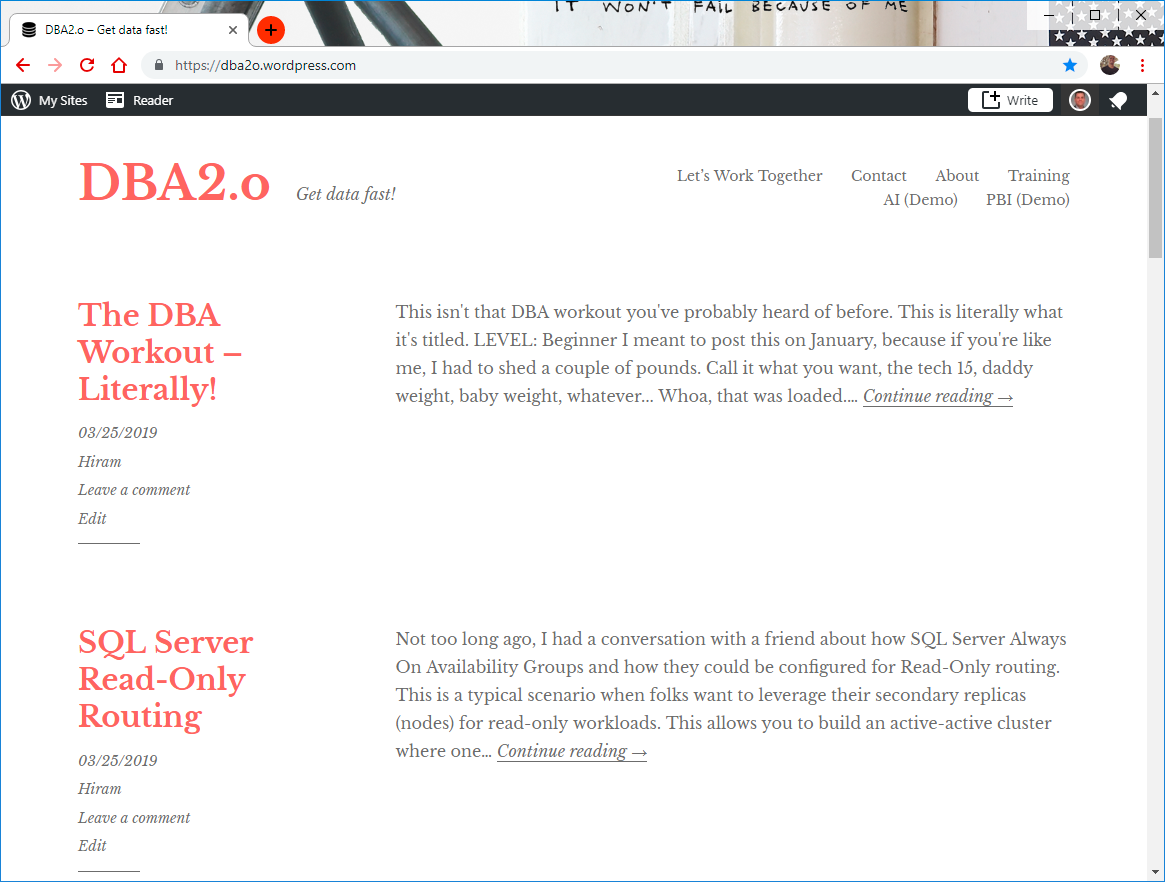 IT WON'T FAIL BECAUSE OF ME
DBA2.o – Get data fast!
https://dba2o.wordpress.com
My Sites Reader Write
DBA2.o Get data fast!
Let's Work Together Contact About Training
AI (Demo) PBI (Demo)
The DBA
Workout –
Literally!
03/25/2019
Hiram
Leave a comment
Edit
This isn't that DBA workout you've probably heard of before. This is literally what
it's titled. LEVEL: Beginner I meant to post this on January, because if you're like
me, I had to shed a couple of pounds. Call it what you want, the tech 15, daddy
weight, baby weight, whatever... Whoa, that was loaded.… Continue reading →
SQL Server
Read-Only
Routing
03/25/2019
Hiram
Leave a comment
Edit
Not too long ago, I had a conversation with a friend about how SQL Server Always
On Availability Groups and how they could be configured for Read-Only routing.
This is a typical scenario when folks want to leverage their secondary replicas
(nodes) for read-only workloads. This allows you to build an active-active cluster
where one… Continue reading →